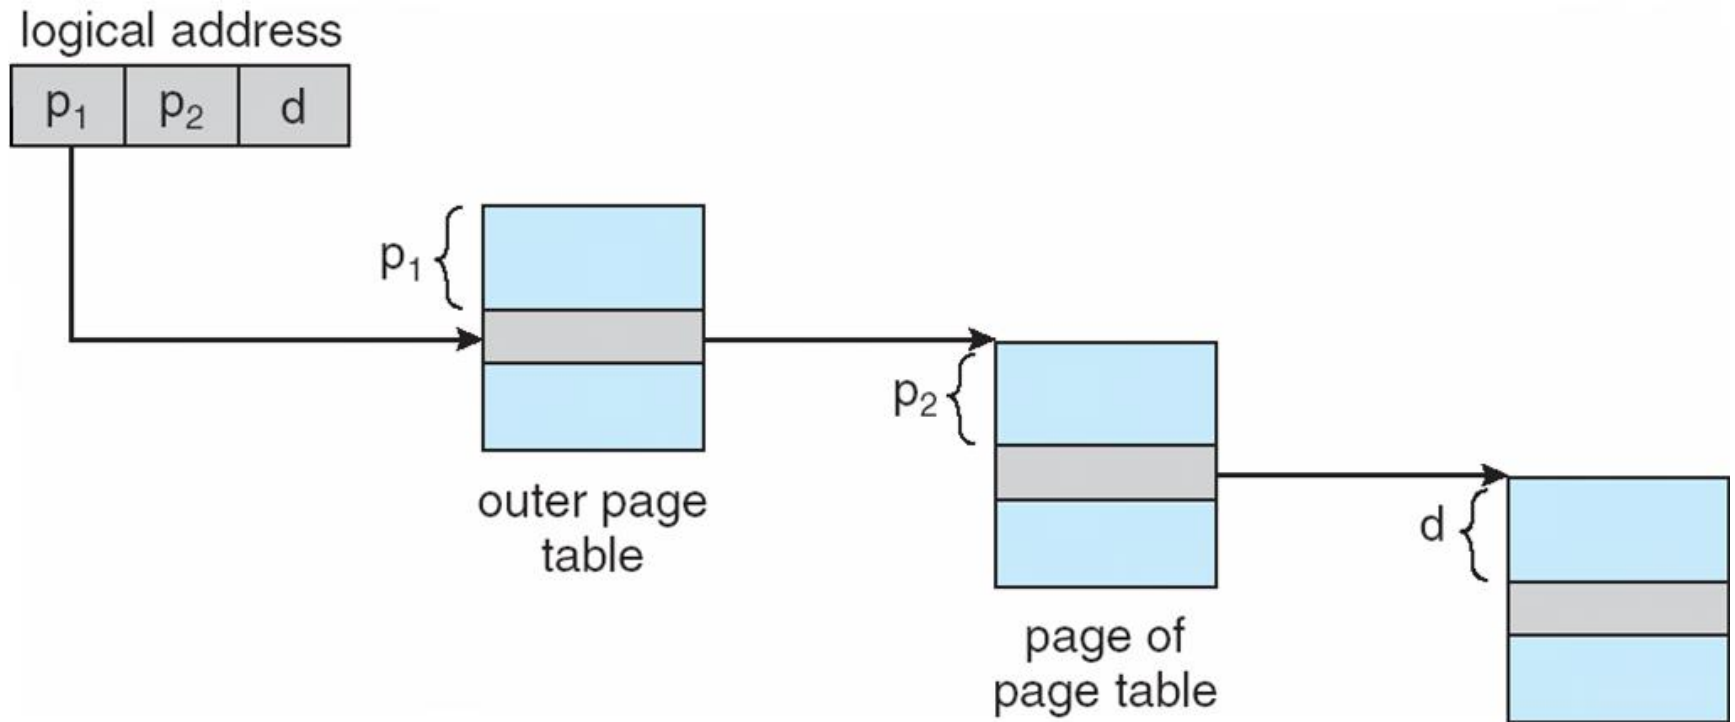 logical address
p₁ p₂ d
p₁
outer page
table
p₂
page of
page table
d